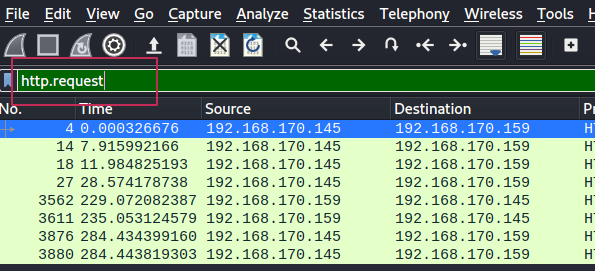 File Edit View Go Capture Analyze Statistics Telephony Wireless Tools
http.request
No. Time Source Destination
4 0.000326676 192.168.170.145 192.168.170.159
14 7.915992166 192.168.170.145 192.168.170.159
18 11.984825193 192.168.170.145 192.168.170.159
27 28.574178738 192.168.170.145 192.168.170.159
3562 229.072082387 192.168.170.159 192.168.170.145
3611 235.053124579 192.168.170.159 192.168.170.145
3876 284.434399160 192.168.170.145 192.168.170.159
3880 284.443819303 192.168.170.145 192.168.170.159